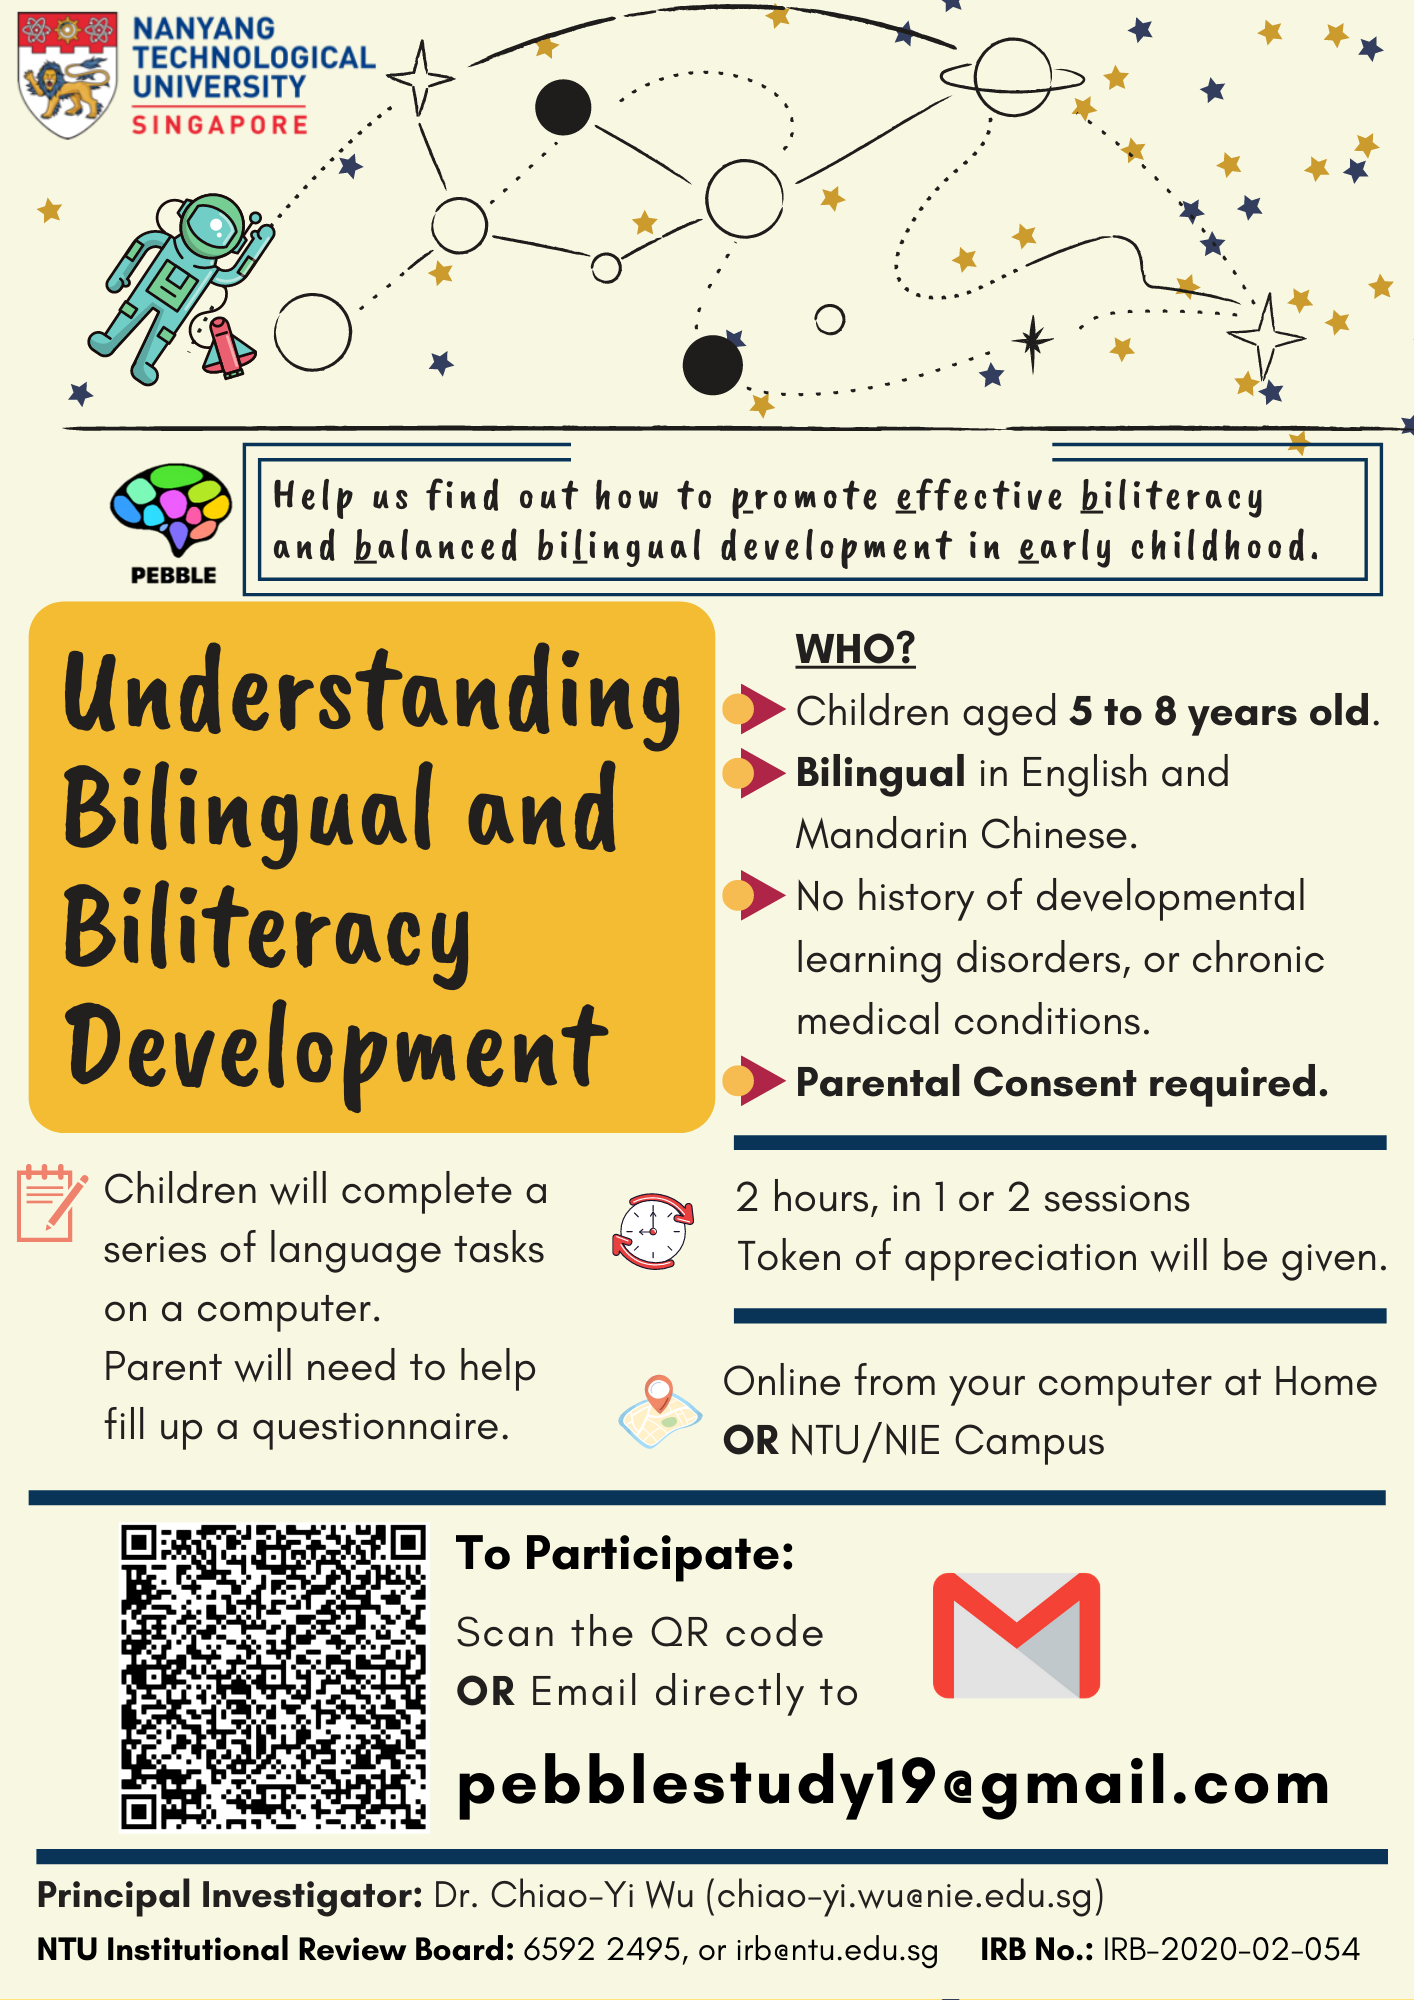 NANYANG
TECHNOLOGICAL
UNIVERSITY
SINGAPORE
Help us find out how to promote effective biliteracy
and balanced bilingual development in early childhood.
PEBBLE
Understanding
Bilingual and
Biliteracy
Development
WHO?
Children aged 5 to 8 years old.
Bilingual in English and
Mandarin Chinese.
No history of developmental
learning disorders, or chronic
medical conditions.
Parental Consent required.
Children will complete a
series of language tasks
on a computer.
Parent will need to help
fill up a questionnaire.
2 hours, in 1 or 2 sessions
Token of appreciation will be given.
Online from your computer at Home
OR NTU/NIE Campus
To Participate:
Scan the QR code
OR Email directly to
pebblestudy19@gmail.com
Principal Investigator: Dr. Chiao-Yi Wu (chiao-yi.wu@nie.edu.sg)
NTU Institutional Review Board: 6592 2495, or irb@ntu.edu.sg IRB No.: IRB-2020-02-054